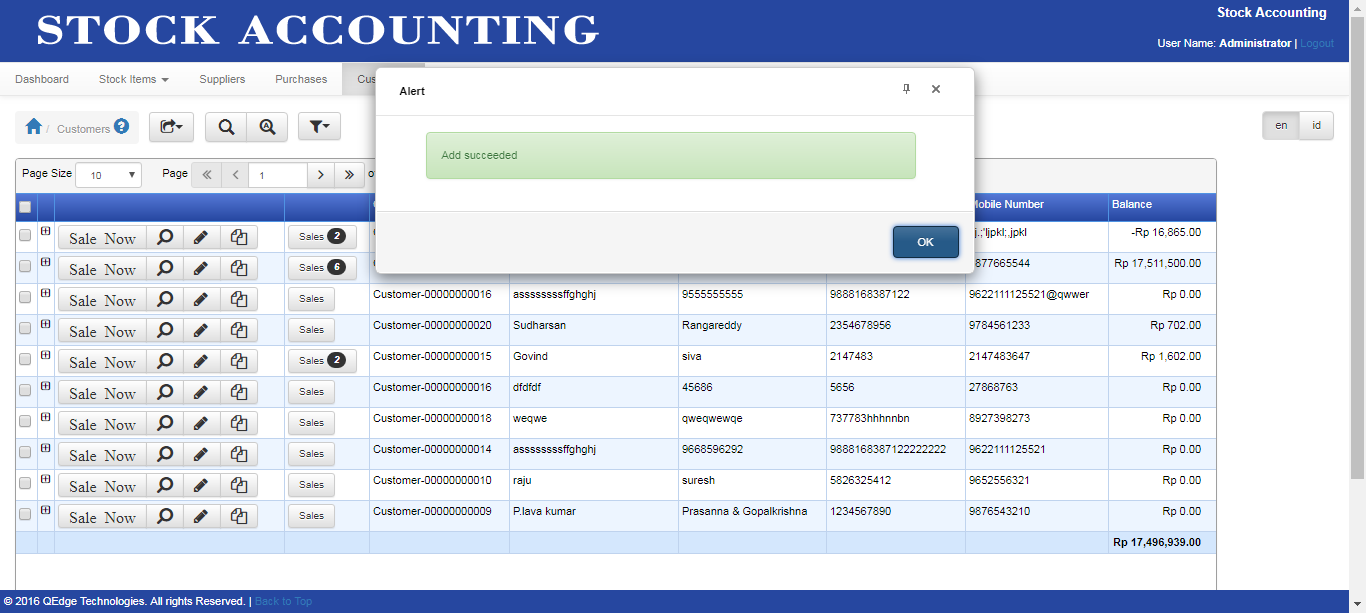 STOCK ACCOUNTING
Stock Accounting
User Name: Administrator | Logout
Dashboard Stock Items Suppliers Purchases Cus
Alert
/ Customers ?
en id
Add succeeded
Page Size 10 Page 1 o
OK
Mobile Number Balance
Sale Now Sales 2 j.;'ljpkl;.jpkl -Rp 16,865.00
Sale Now Sales 6 877665544 Rp 17,511,500.00
Sale Now Sales Customer-00000000016 asssssssssffghghj 9555555555 9888168387122 9622111125521@qwwer Rp 0.00
Sale Now Sales Customer-00000000020 Sudharsan Rangareddy 2354678956 9784561233 Rp 702.00
Sale Now Sales 2 Customer-00000000015 Govind siva 2147483 2147483647 Rp 1,602.00
Sale Now Sales Customer-00000000016 dfdfdf 45686 5656 27868763 Rp 0.00
Sale Now Sales Customer-00000000018 weqwe qweqwewqe 737783hhhnnbn 8927398273 Rp 0.00
Sale Now Sales Customer-00000000014 asssssssssffghghj 9668596292 9888168387122222222 9622111125521 Rp 0.00
Sale Now Sales Customer-00000000010 raju suresh 5826325412 9652556321 Rp 0.00
Sale Now Sales Customer-00000000009 P.lava kumar Prasanna & Gopalkrishna 1234567890 9876543210 Rp 0.00
Rp 17,496,939.00
© 2016 QEdge Technologies. All rights Reserved. | Back to Top